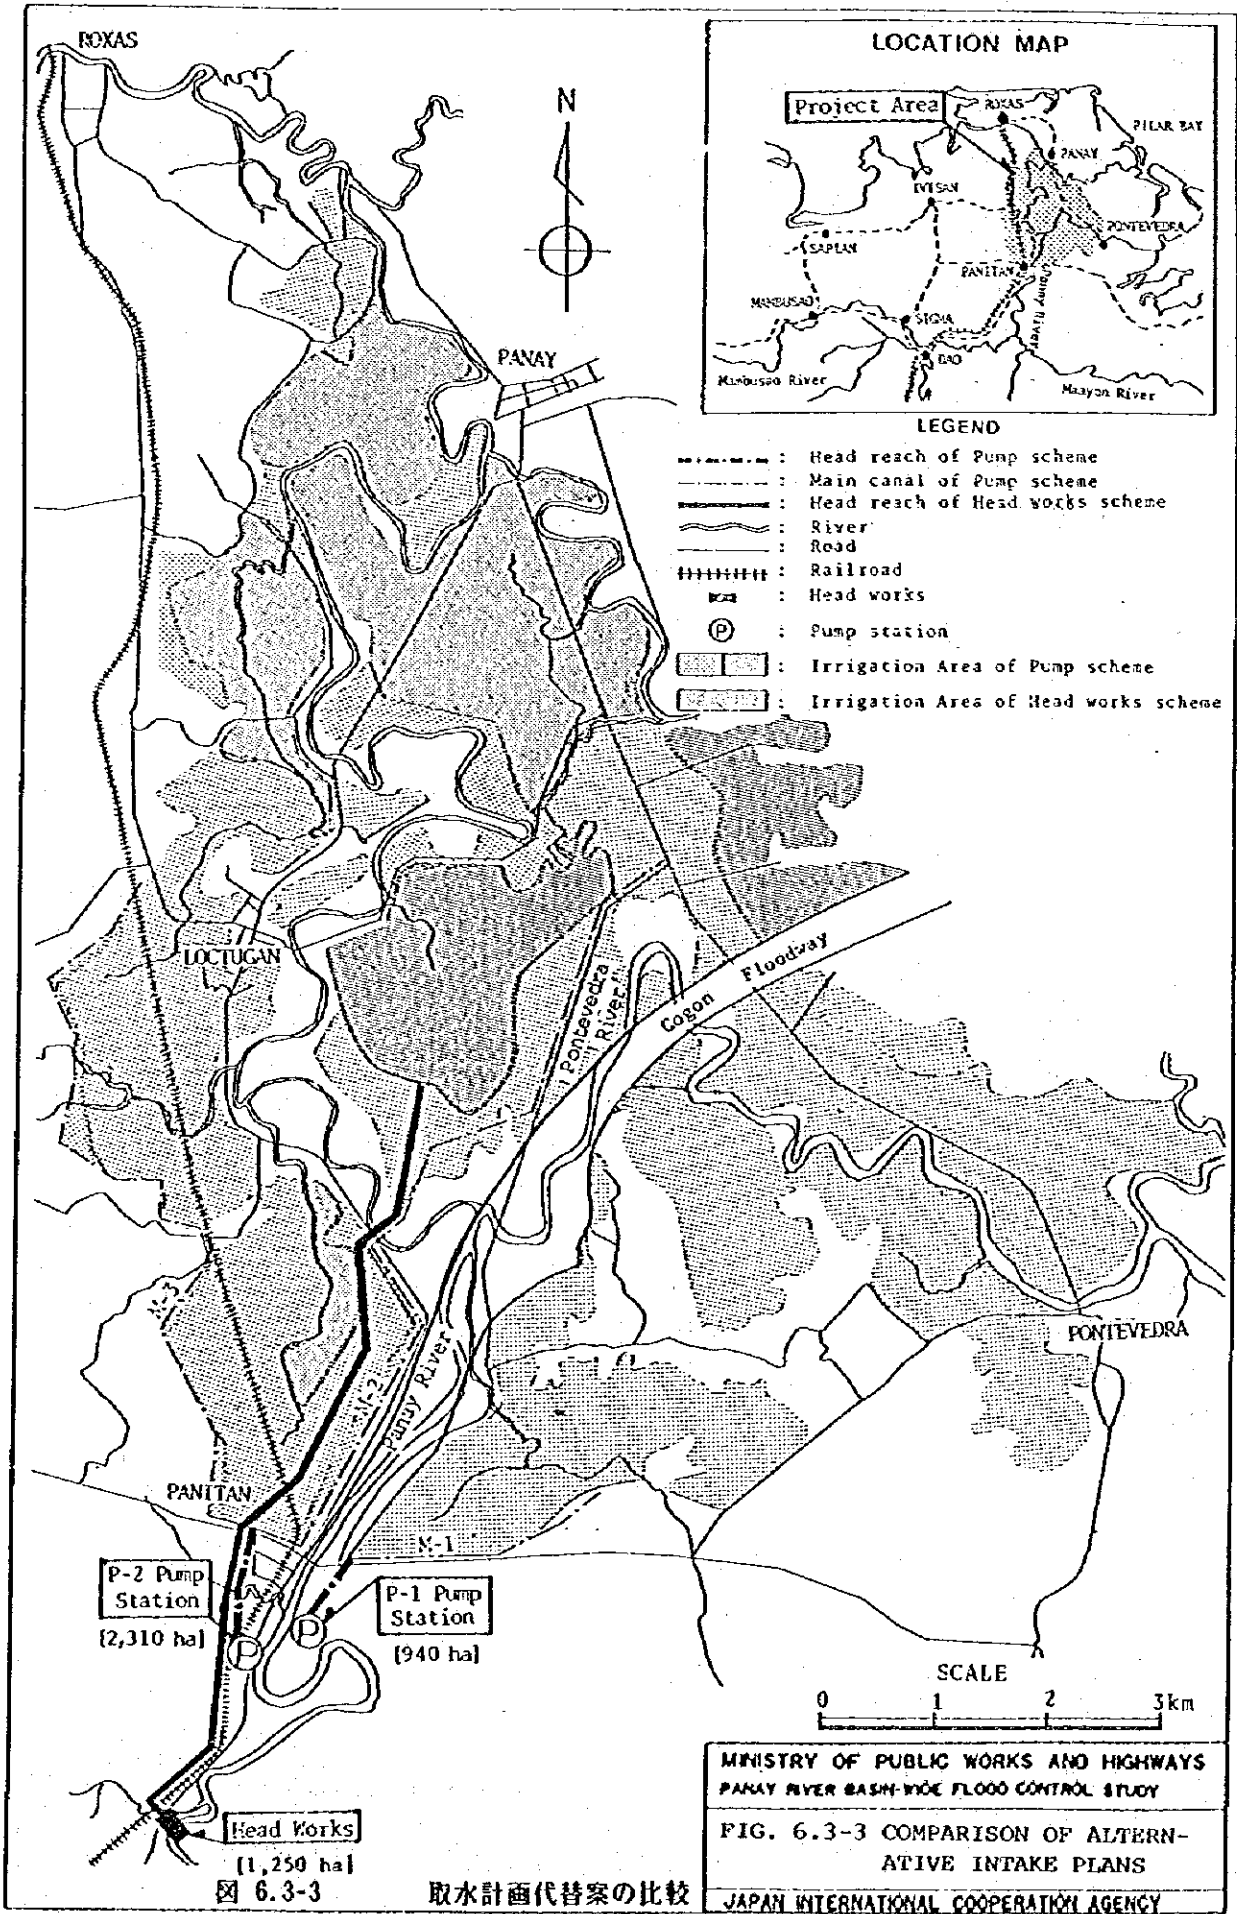 ROXAS
N
LOCATION MAP
Project Area
ROXAS
PILAR BAY
PANAY
IVISAN
PONTEVEDRA
SAPIAN
PANITAN
Panay River
MAMBUSAO
SIGMA
DAO
Mambusao River
Maayon River
PANAY
LEGEND
: Head reach of Pump scheme
: Main canal of Pump scheme
: Head reach of Head works scheme
: River
: Road
: Railroad
: Head works
P : Pump station
: Irrigation Area of Pump scheme
: Irrigation Area of Head works scheme
LOCTUGAN
Pontevedra
River
Cogon Floodway
M-3
PONTEVEDRA
M-2
Panay River
PANITAN
M-1
P-2 Pump
Station
[2,310 ha]
P
P
P-1 Pump
Station
[940 ha]
SCALE
0 1 2 3km
Head Works
[1,250 ha]
MINISTRY OF PUBLIC WORKS AND HIGHWAYS
PANAY RIVER BASIN-WIDE FLOOD CONTROL STUDY
FIG. 6.3-3 COMPARISON OF ALTERN-
ATIVE INTAKE PLANS
JAPAN INTERNATIONAL COOPERATION AGENCY
図 6.3-3 取水計画代替案の比較